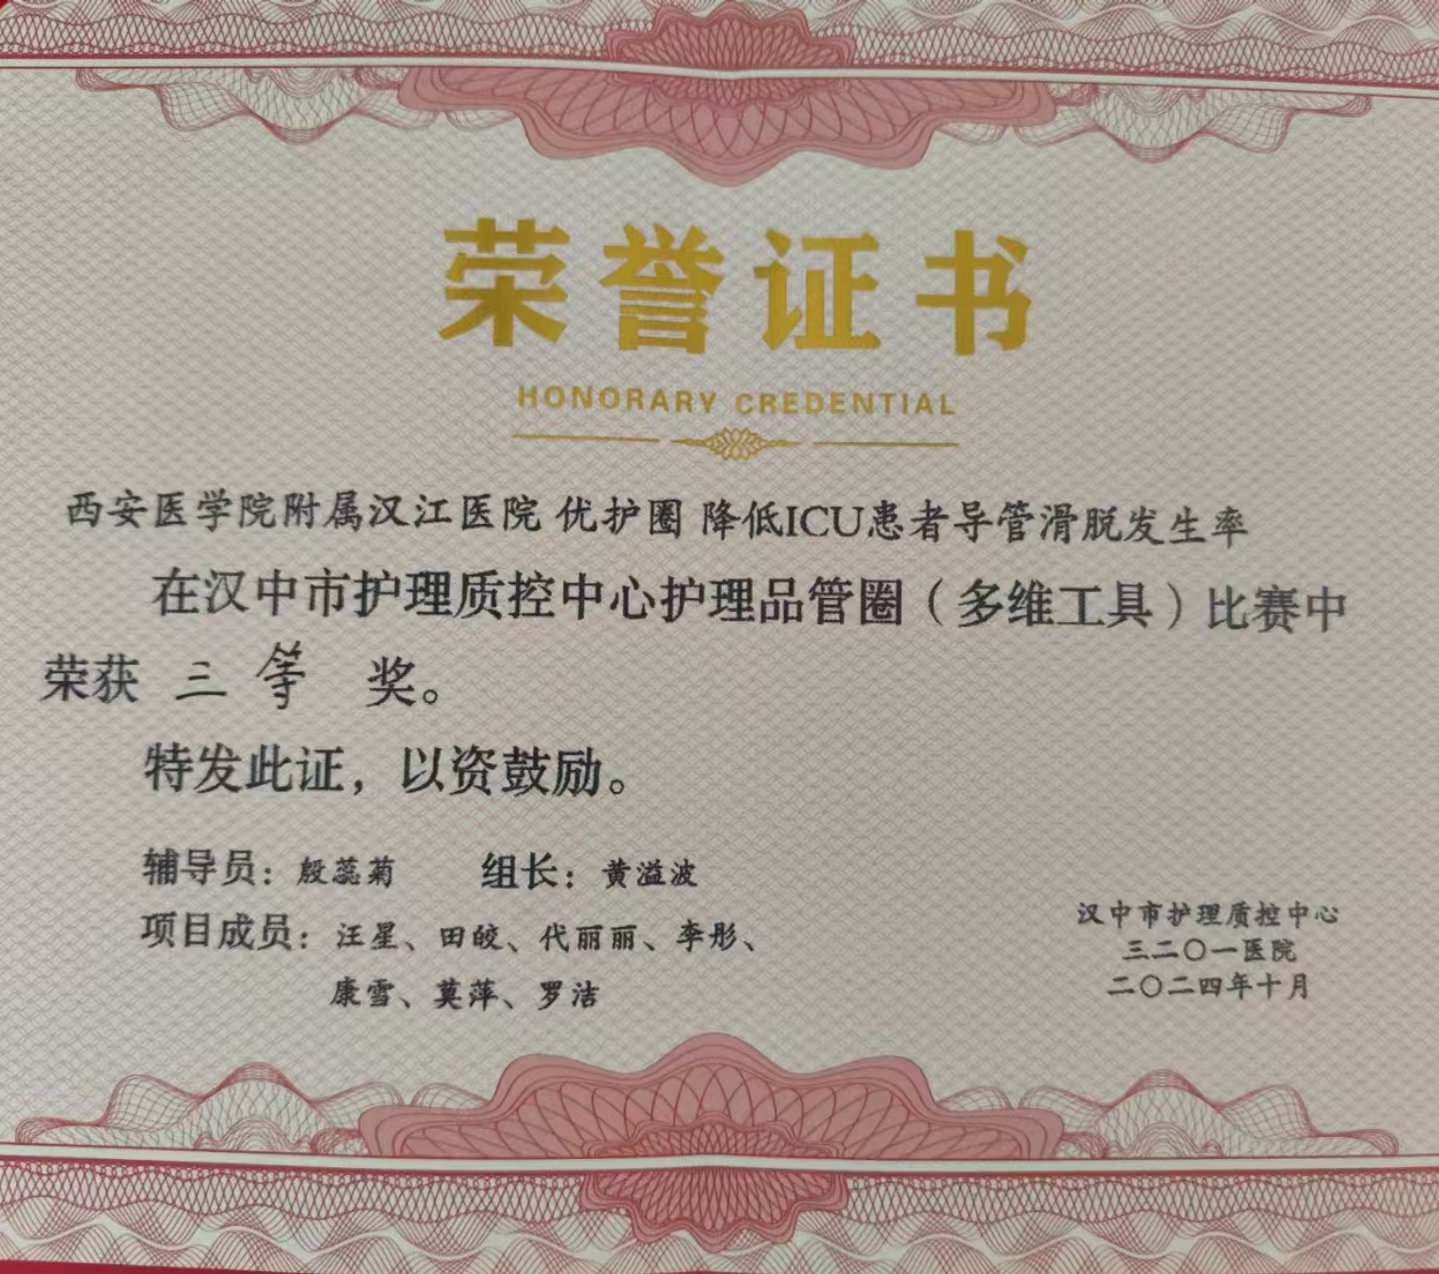 荣誉证书
HONORARY CREDENTIAL
西安医学院附属汉江医院 优护圈 降低ICU患者导管滑脱发生率
在汉中市护理质控中心护理品管圈（多维工具）比赛中
荣获 三等 奖。
特发此证，以资鼓励。
辅导员：殷蕊菊 组长：黄溢波
项目成员：汪星、田皎、代丽丽、李彤、
康雪、莫萍、罗洁
汉中市护理质控中心
三二〇一医院
二〇二四年十月